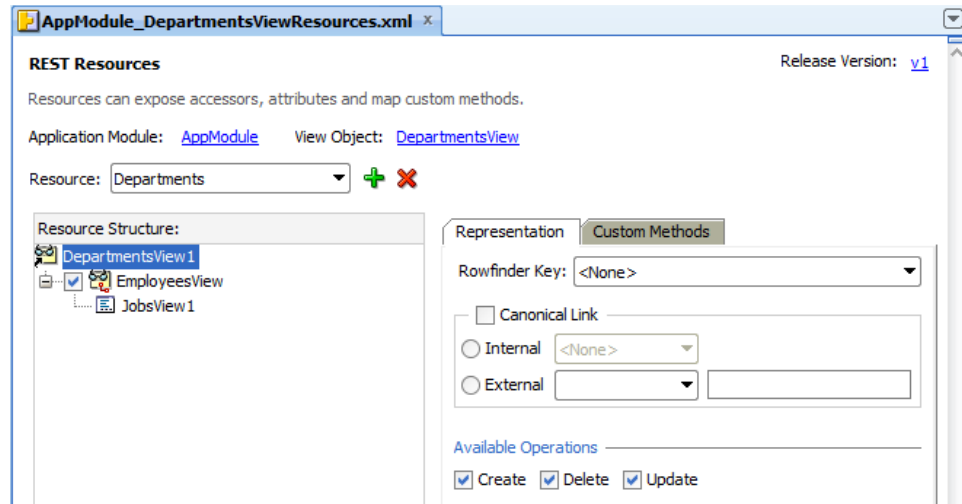 AppModule_DepartmentsViewResources.xml x
REST Resources
Release Version: v1
Resources can expose accessors, attributes and map custom methods.
Application Module: AppModule View Object: DepartmentsView
Resource: Departments
Resource Structure:
DepartmentsView1
EmployeesView
JobsView1
Representation Custom Methods
Rowfinder Key: <None>
Canonical Link
Internal <None>
External
Available Operations
Create Delete Update